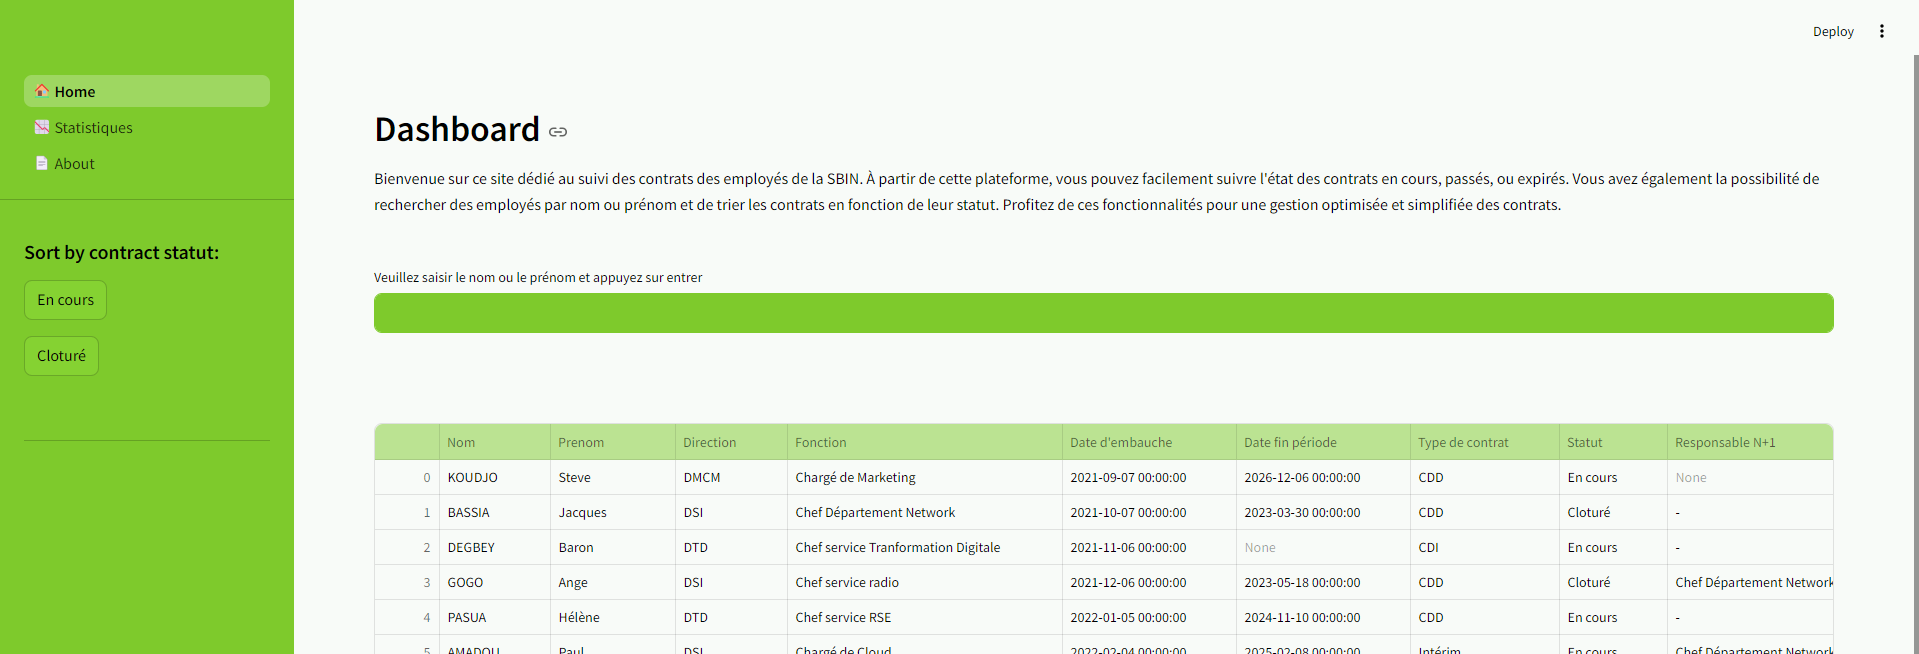 Deploy
Home
Statistiques
About
Sort by contract statut:
En cours
Cloturé
Dashboard
Bienvenue sur ce site dédié au suivi des contrats des employés de la SBIN. À partir de cette plateforme, vous pouvez facilement suivre l'état des contrats en cours, passés, ou expirés. Vous avez également la possibilité de
rechercher des employés par nom ou prénom et de trier les contrats en fonction de leur statut. Profitez de ces fonctionnalités pour une gestion optimisée et simplifiée des contrats.
Veuillez saisir le nom ou le prénom et appuyez sur entrer
Nom Prenom Direction Fonction Date d'embauche Date fin période Type de contrat Statut Responsable N+1
0 KOUDJO Steve DMCM Chargé de Marketing 2021-09-07 00:00:00 2026-12-06 00:00:00 CDD En cours None
1 BASSIA Jacques DSI Chef Département Network 2021-10-07 00:00:00 2023-03-30 00:00:00 CDD Cloturé -
2 DEGBEY Baron DTD Chef service Tranformation Digitale 2021-11-06 00:00:00 None CDI En cours -
3 GOGO Ange DSI Chef service radio 2021-12-06 00:00:00 2023-05-18 00:00:00 CDD Cloturé Chef Département Network
4 PASUA Hélène DTD Chef service RSE 2022-01-05 00:00:00 2024-11-10 00:00:00 CDD En cours -
5 AMADOU Paul DSI Chargé de Cloud 2022-02-04 00:00:00 2025-02-08 00:00:00 Intérim En cours Chef Département Network